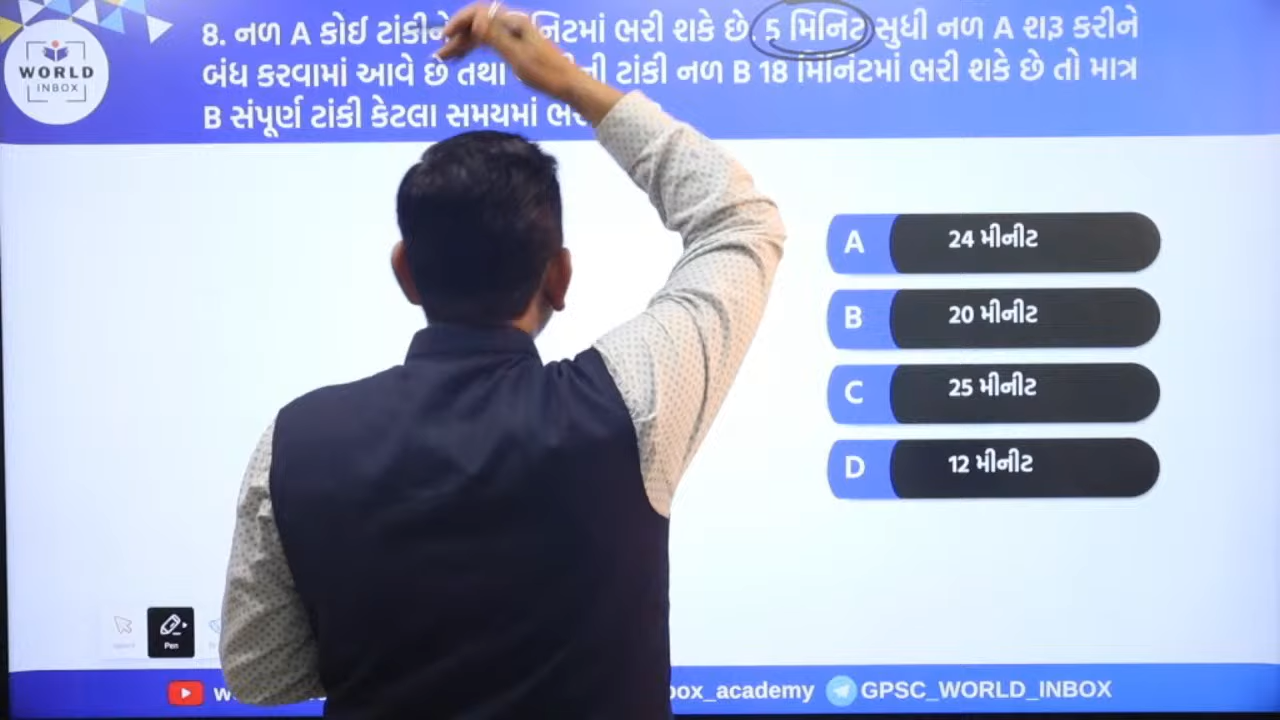 WORLD
INBOX
8. નળ A કોઈ ટાંકીને મિનિટમાં ભરી શકે છે. 5 મિનિટ સુધી નળ A શરૂ કરીને
બંધ કરવામાં આવે છે તથા ટાંકી નળ B 18 મિનિટમાં ભરી શકે છે તો માત્ર
B સંપૂર્ણ ટાંકી કેટલા સમયમાં
A 24 મીનીટ
B 20 મીનીટ
C 25 મીનીટ
D 12 મીનીટ
Pen
box_academy GPSC_WORLD_INBOX